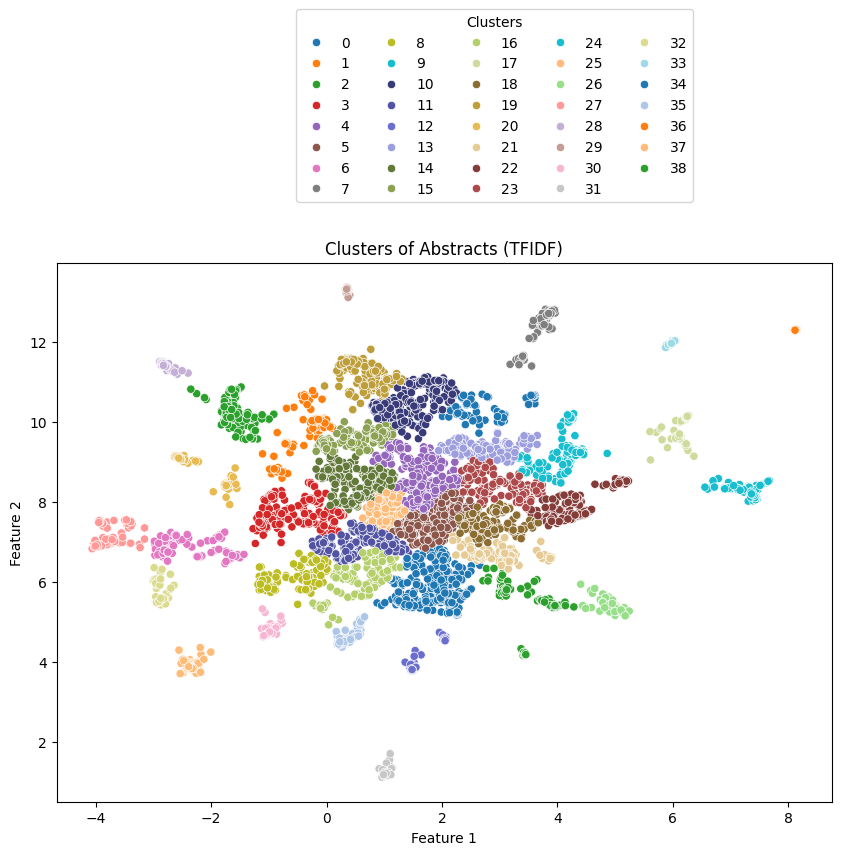 Clusters
0 8 16 24 32
1 9 17 25 33
2 10 18 26 34
3 11 19 27 35
4 12 20 28 36
5 13 21 29 37
6 14 22 30 38
7 15 23 31
Clusters of Abstracts (TFIDF)
12
10
8
6
4
2
Feature 2
−4 −2 0 2 4 6 8
Feature 1